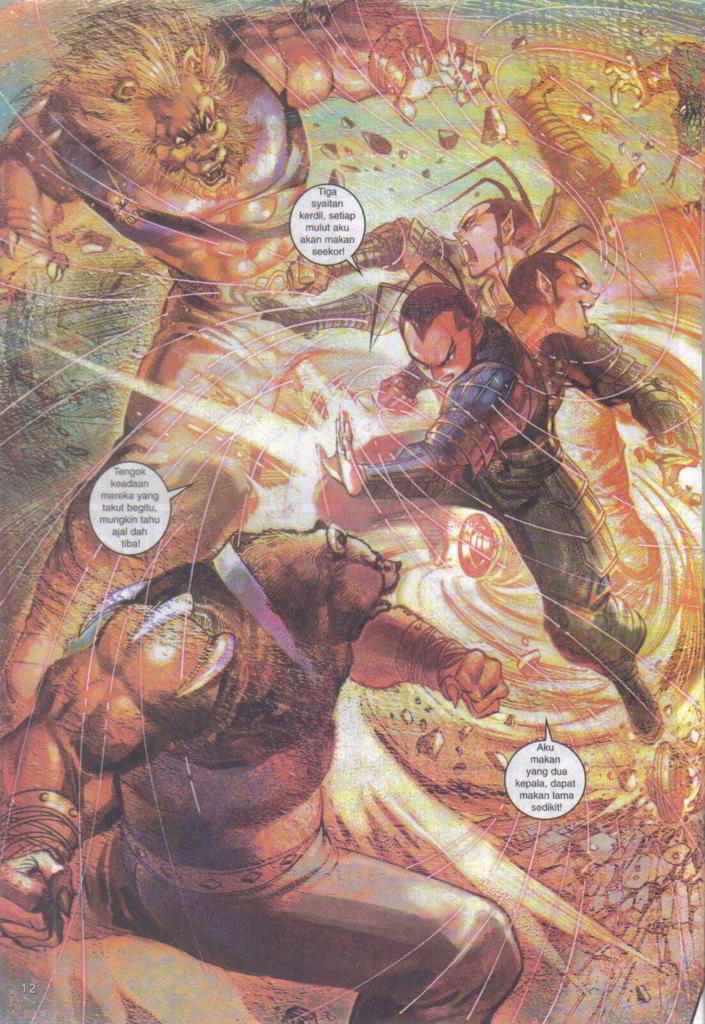 Tiga
syaitan
kerdil, setiap
mulut aku
akan makan
seekor!
Tengok
keadaan
mereka yang
takut begitu,
mungkin tahu
ajal dah
tiba!
Aku
makan
yang dua
kepala, dapat
makan lama
sedikit!
12